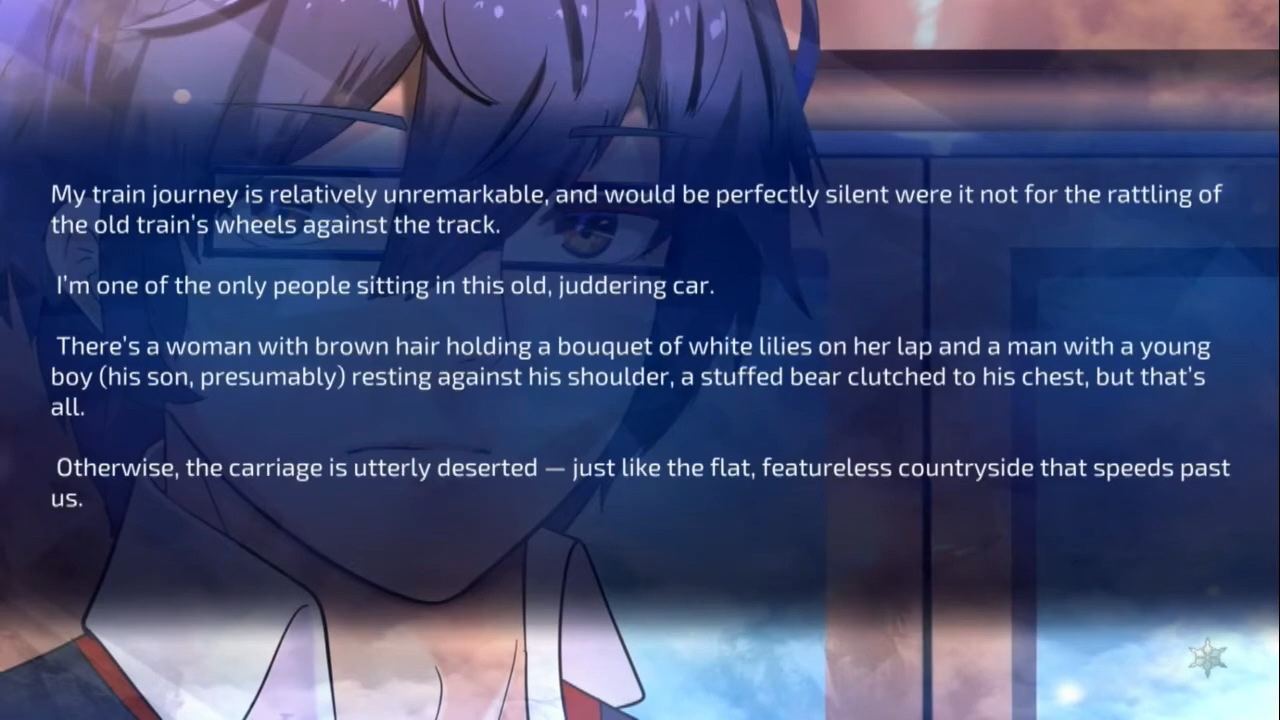 My train journey is relatively unremarkable, and would be perfectly silent were it not for the rattling of
the old train's wheels against the track.
I'm one of the only people sitting in this old, juddering car.
There's a woman with brown hair holding a bouquet of white lilies on her lap and a man with a young
boy (his son, presumably) resting against his shoulder, a stuffed bear clutched to his chest, but that's
all.
Otherwise, the carriage is utterly deserted — just like the flat, featureless countryside that speeds past
us.